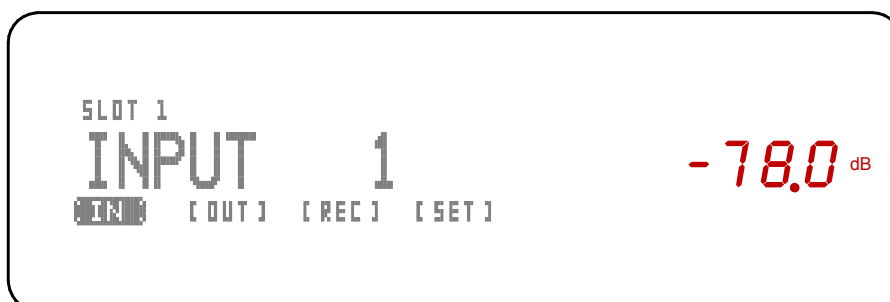 SLOT 1
INPUT 1
-78.0 dB
[IN] [OUT] [REC] [SET]